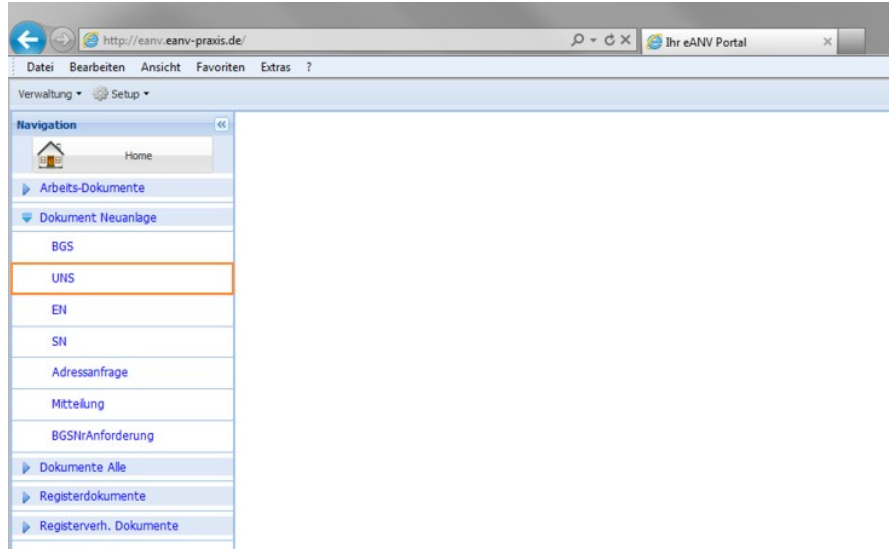 http://eanv.eanv-praxis.de/
Ihr eANV Portal
Datei Bearbeiten Ansicht Favoriten Extras ?
Verwaltung Setup
Navigation
Home
Arbeits-Dokumente
Dokument Neuanlage
BGS
UNS
EN
SN
Adressanfrage
Mitteilung
BGSNrAnforderung
Dokumente Alle
Registerdokumente
Registerverh. Dokumente